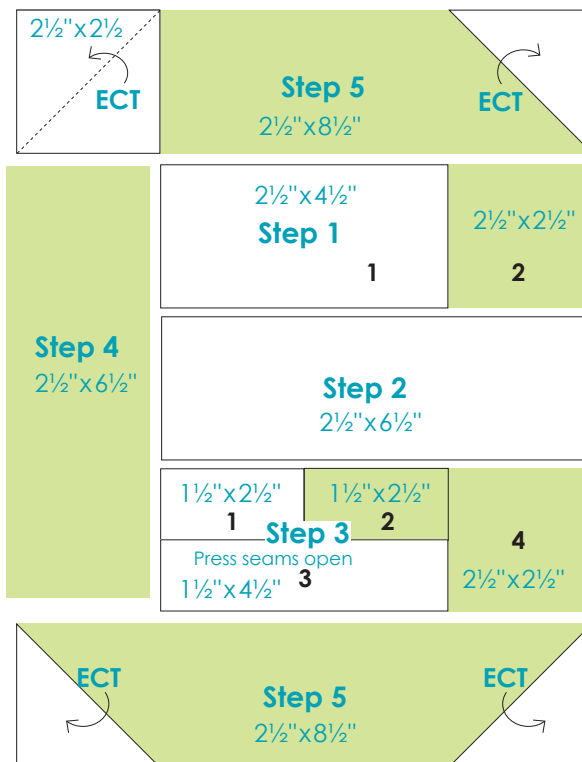 2½"x2½
ECT
Step 5
2½"x8½"
ECT
2½"x4½"
Step 1
1
2½"x2½"
2
Step 4
2½"x6½"
Step 2
2½"x6½"
1½"x2½"
1
1½"x2½"
2
Step 3
Press seams open
1½"x4½"
3
4
2½"x2½"
ECT
Step 5
2½"x8½"
ECT